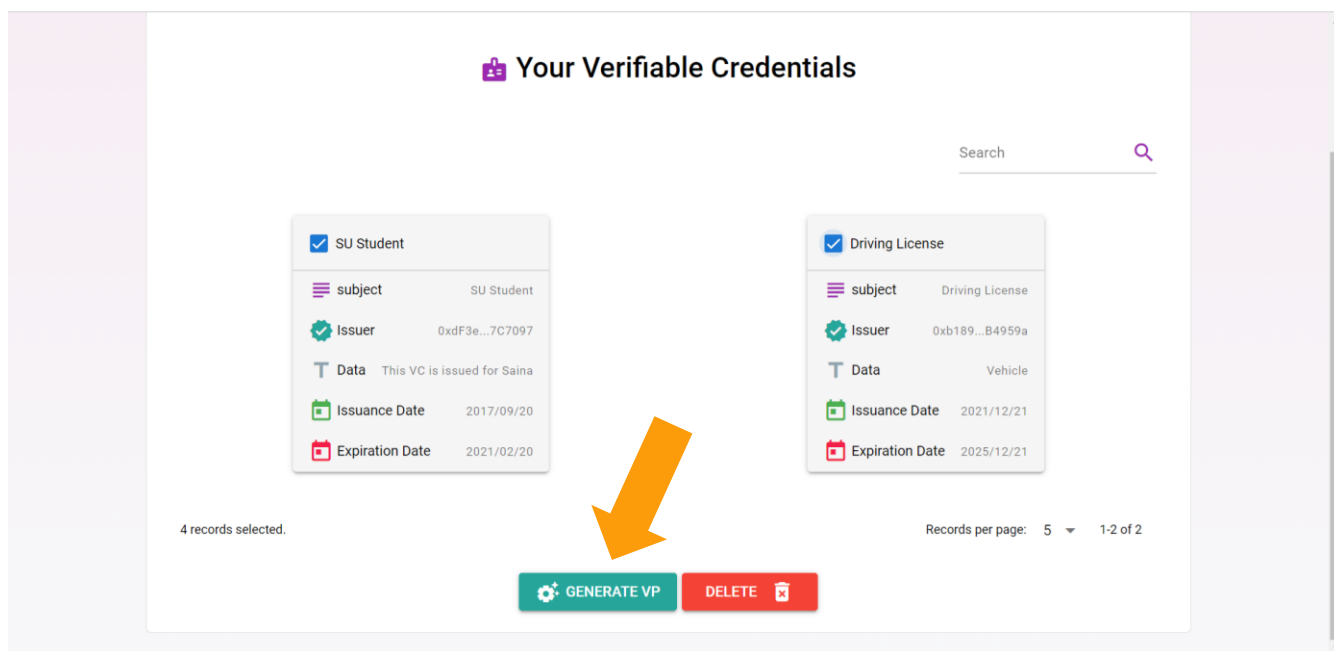 Your Verifiable Credentials
Search
SU Student
subject SU Student
Issuer 0xdF3e...7C7097
Data This VC is issued for Saina
Issuance Date 2017/09/20
Expiration Date 2021/02/20
Driving License
subject Driving License
Issuer 0xb189...B4959a
Data Vehicle
Issuance Date 2021/12/21
Expiration Date 2025/12/21
4 records selected.
Records per page: 5 1-2 of 2
GENERATE VP DELETE